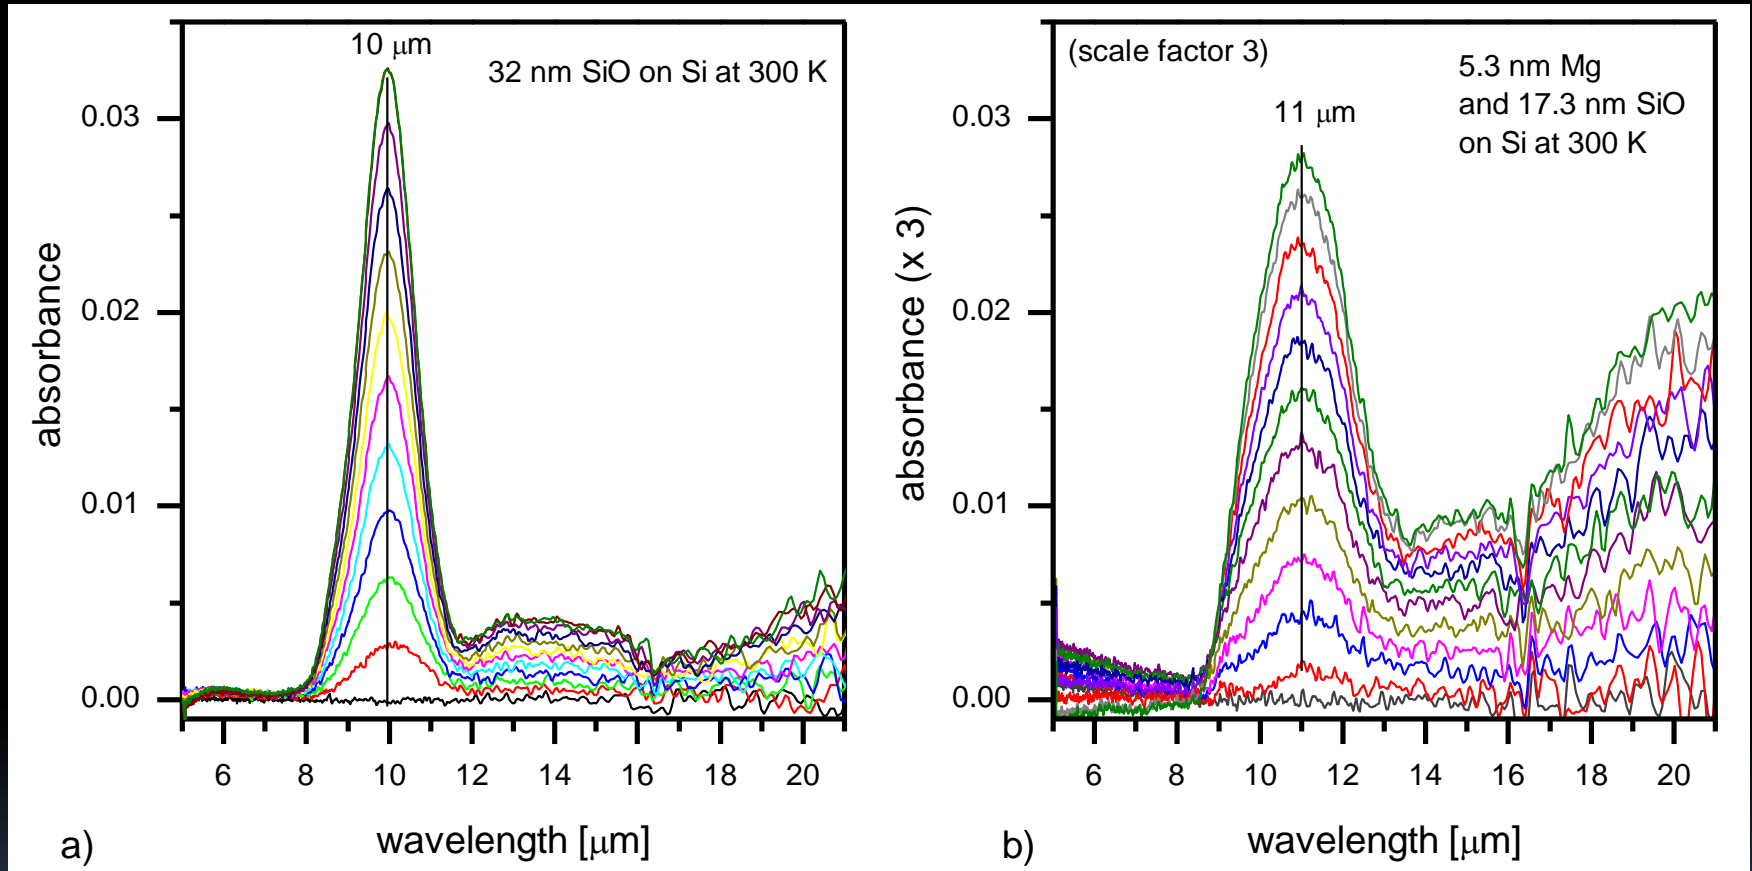 10 μm
32 nm SiO on Si at 300 K
0.03
0.02
0.01
0.00
absorbance
6 8 10 12 14 16 18 20
wavelength [μm]
a)
(scale factor 3)
5.3 nm Mg
and 17.3 nm SiO
on Si at 300 K
11 μm
0.03
0.02
0.01
0.00
absorbance (x 3)
6 8 10 12 14 16 18 20
wavelength [μm]
b)